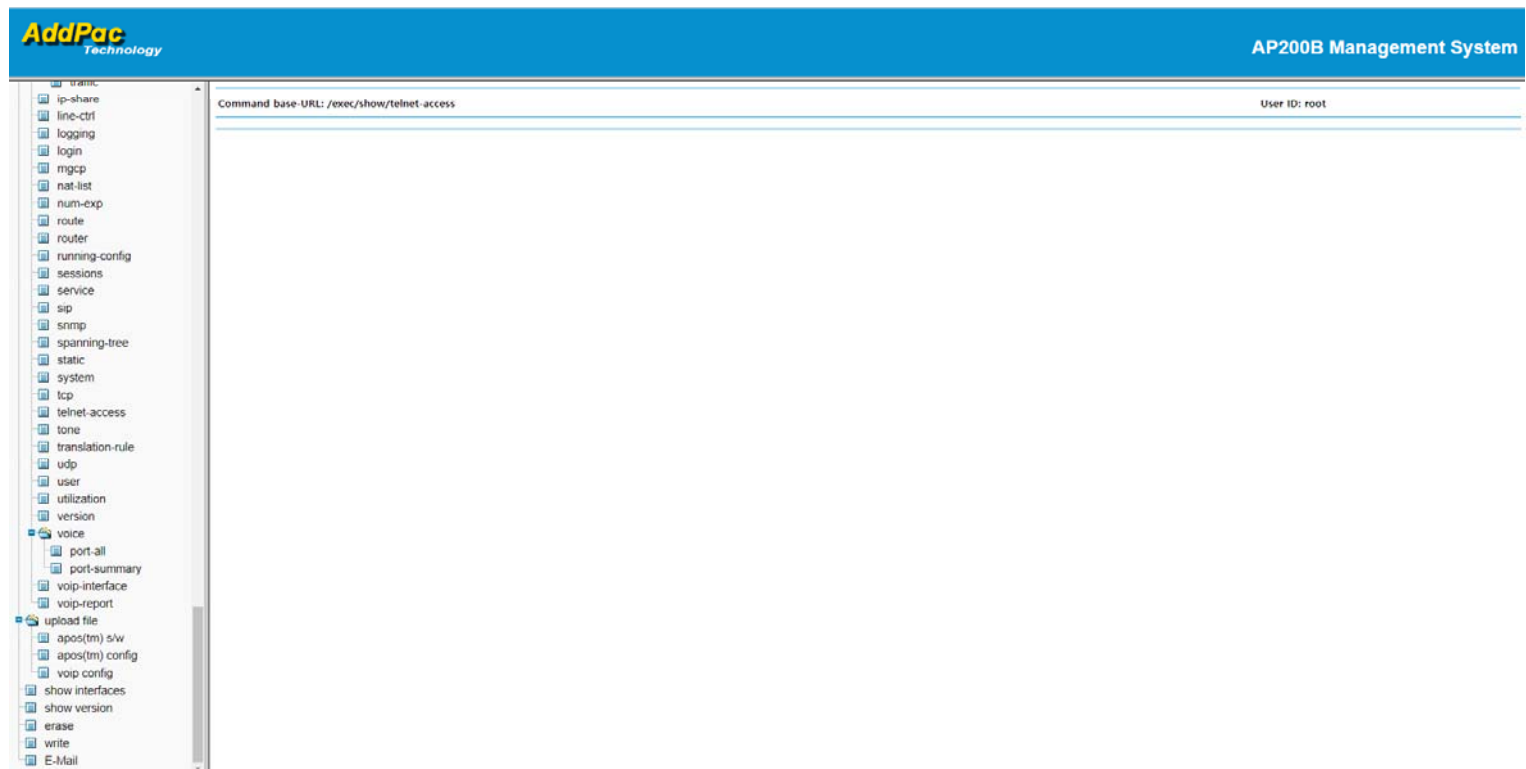 AddPac
Technology
AP200B Management System
traffic
ip-share
line-ctrl
logging
login
mgcp
nat-list
num-exp
route
router
running-config
sessions
service
sip
snmp
spanning-tree
static
system
tcp
telnet-access
tone
translation-rule
udp
user
utilization
version
voice
port-all
port-summary
voip-interface
voip-report
upload file
apos(tm) s/w
apos(tm) config
voip config
show interfaces
show version
erase
write
E-Mail
Command base-URL: /exec/show/telnet-access User ID: root